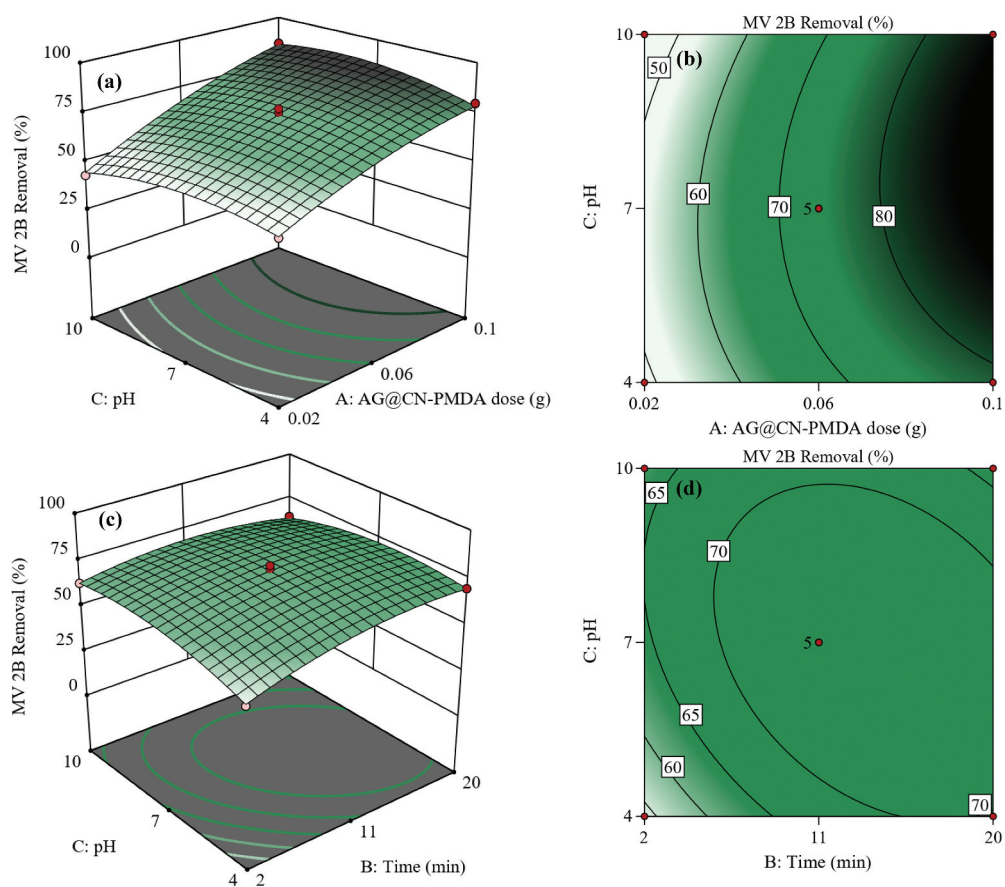 (a)
MV 2B Removal (%)
100
75
50
25
0
10
7
4
C: pH
0.02
0.06
0.1
A: AG@CN-PMDA dose (g)
MV 2B Removal (%)
(b)
C: pH
10
7
4
50
60
70
80
5
0.02
0.06
0.1
A: AG@CN-PMDA dose (g)
(c)
MV 2B Removal (%)
100
75
50
25
0
10
7
4
C: pH
2
11
20
B: Time (min)
MV 2B Removal (%)
(d)
C: pH
10
7
4
65
70
5
65
60
70
2
11
20
B: Time (min)